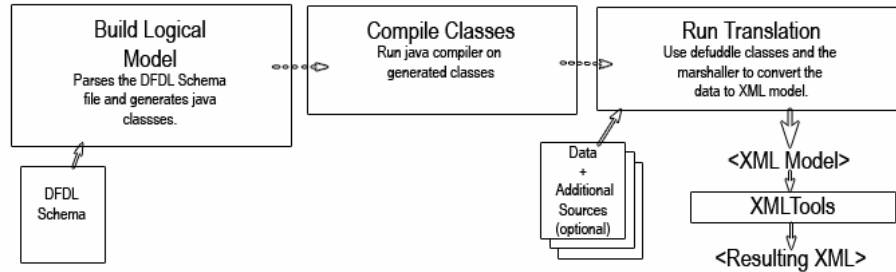 Build Logical
Model
Parses the DFDL Schema
file and generates java
classses.
Compile Classes
Run java compiler on
generated classes
Run Translation
Use defuddle classes and the
marshaller to convert the
data to XML model.
DFDL
Schema
Data
+
Additional
Sources
(optional)
<XML Model>
XMLTools
<Resulting XML>